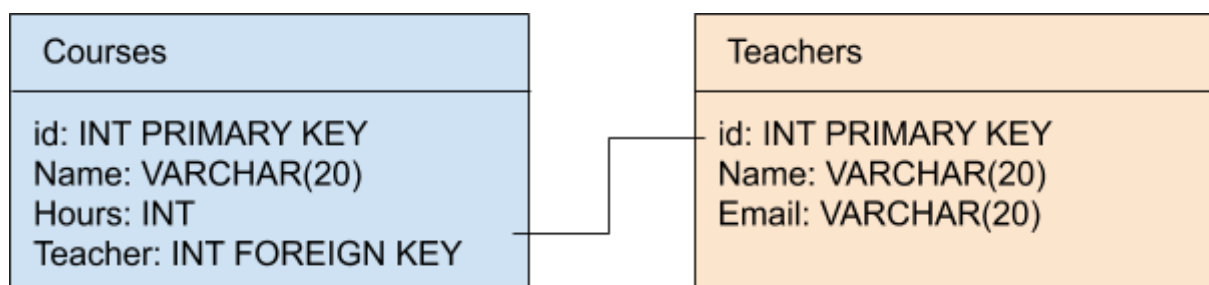 Courses
id: INT PRIMARY KEY
Name: VARCHAR(20)
Hours: INT
Teacher: INT FOREIGN KEY
Teachers
id: INT PRIMARY KEY
Name: VARCHAR(20)
Email: VARCHAR(20)